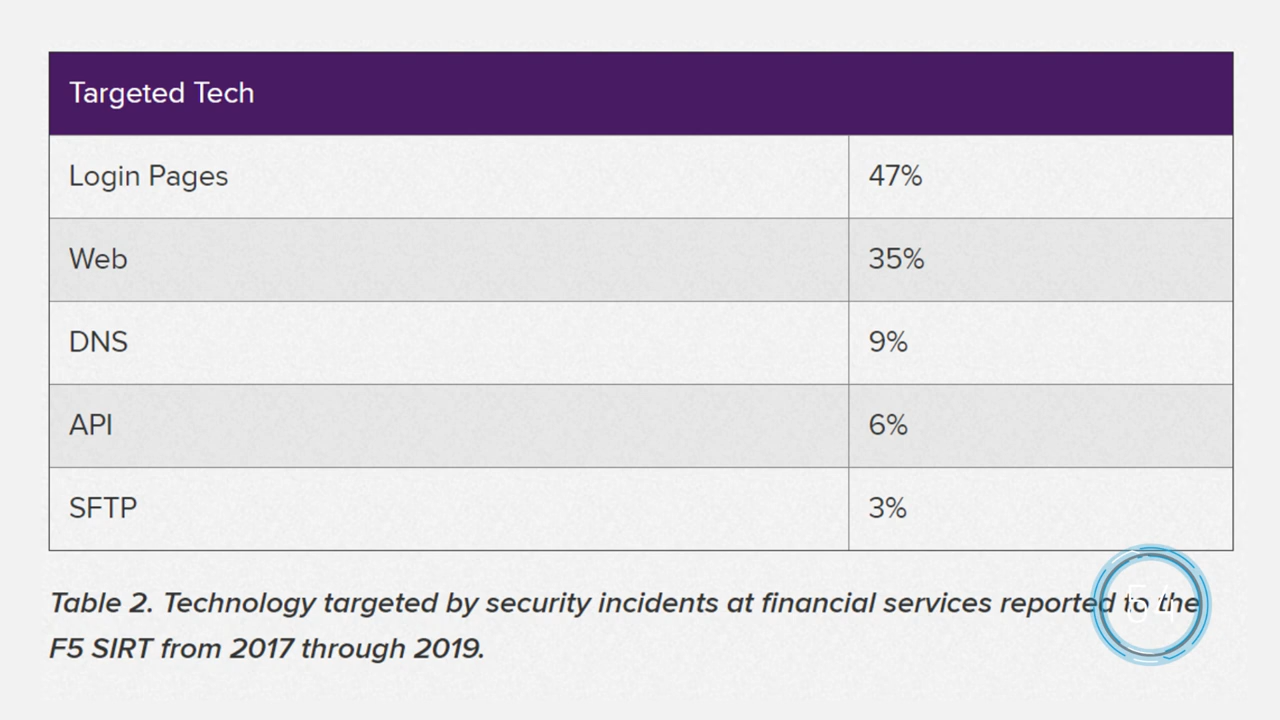 Targeted Tech
Login Pages 47%
Web 35%
DNS 9%
API 6%
SFTP 3%
Table 2. Technology targeted by security incidents at financial services reported to the
F5 SIRT from 2017 through 2019.
54